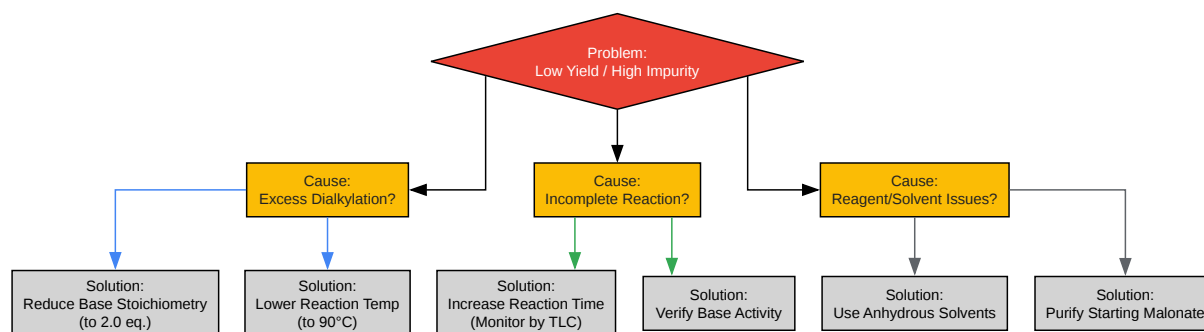 Problem:
Low Yield / High Impurity
Cause:
Excess Dialkylation?
Cause:
Incomplete Reaction?
Cause:
Reagent/Solvent Issues?
Solution:
Reduce Base Stoichiometry
(to 2.0 eq.)
Solution:
Lower Reaction Temp
(to 90°C)
Solution:
Increase Reaction Time
(Monitor by TLC)
Solution:
Verify Base Activity
Solution:
Use Anhydrous Solvents
Solution:
Purify Starting Malonate